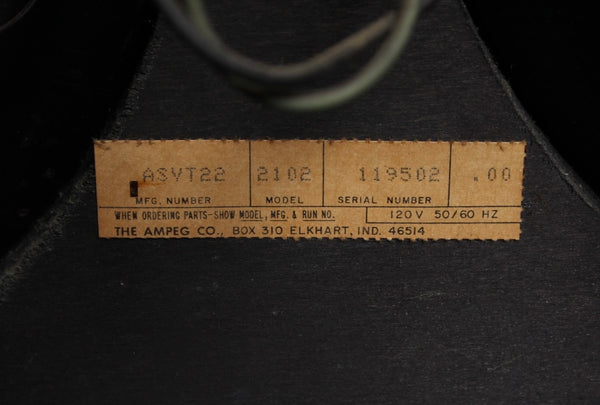 ASVT22 2102 119502 .00
MFG. NUMBER MODEL SERIAL NUMBER
WHEN ORDERING PARTS-SHOW MODEL, MFG. & RUN NO. 120V 50/60 HZ
THE AMPEG CO., BOX 310 ELKHART, IND. 46514